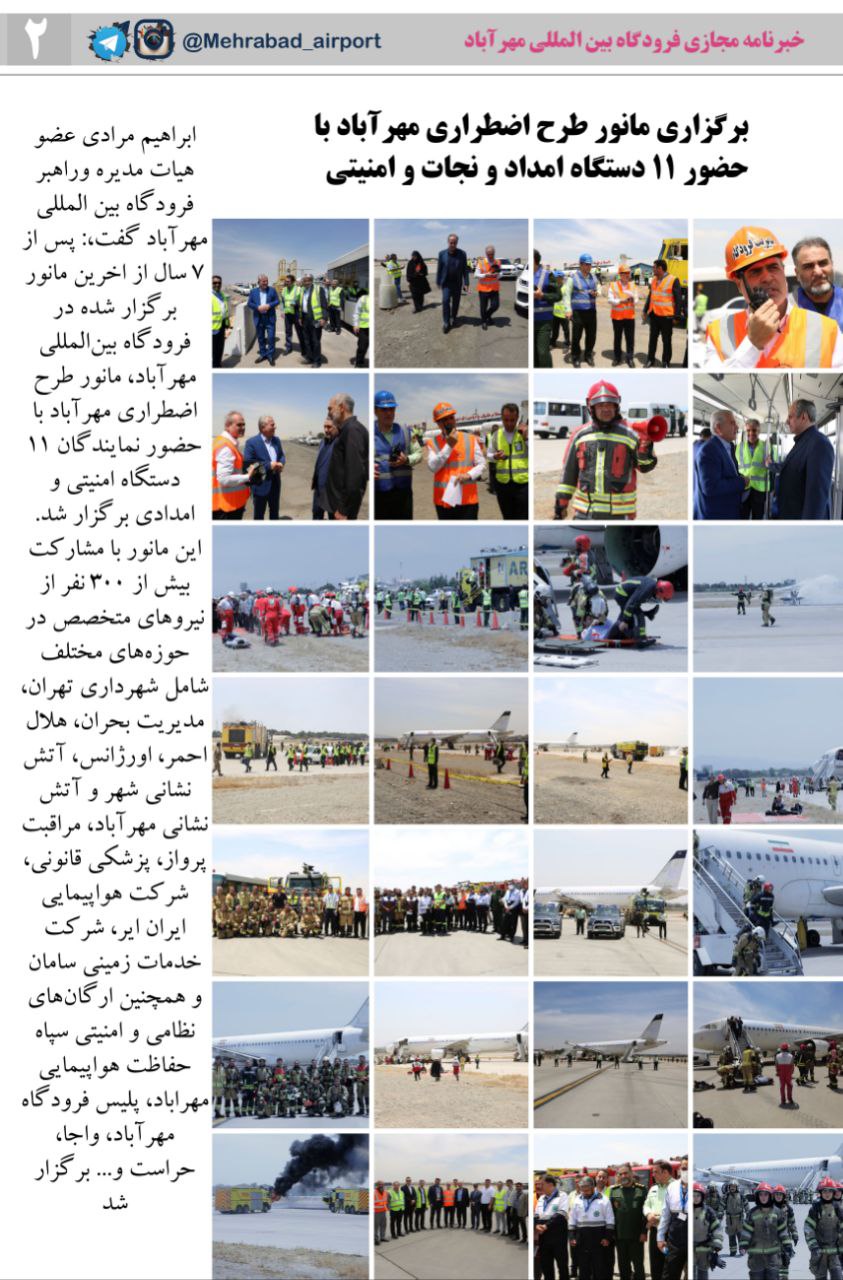 خبرنامه مجازی فرودگاه بین المللی مهرآباد
@Mehrabad_airport
۲
برگزاری مانور طرح اضطراری مهرآباد با
حضور ۱۱ دستگاه امداد و نجات و امنیتی
ابراهیم مرادی عضو
هیات مدیره وراهبر
فرودگاه بین المللی
مهرآباد گفت،: پس از
۷ سال از اخرین مانور
برگزار شده در
فرودگاه بین‌المللی
مهرآباد، مانور طرح
اضطراری مهرآباد با
حضور نمایندگان ۱۱
دستگاه امنیتی و
امدادی برگزار شد.
این مانور با مشارکت
بیش از ۳۰۰ نفر از
نیروهای متخصص در
حوزه‌های مختلف
شامل شهرداری تهران،
مدیریت بحران، هلال
احمر، اورژانس، آتش
نشانی شهر و آتش
نشانی مهرآباد، مراقبت
پرواز، پزشکی قانونی،
شرکت هواپیمایی
ایران ایر، شرکت
خدمات زمینی سامان
و همچنین ارگان‌های
نظامی و امنیتی سپاه
حفاظت هواپیمایی
مهراباد، پلیس فرودگاه
مهرآباد، واجا،
حراست و... برگزار
شد
AR